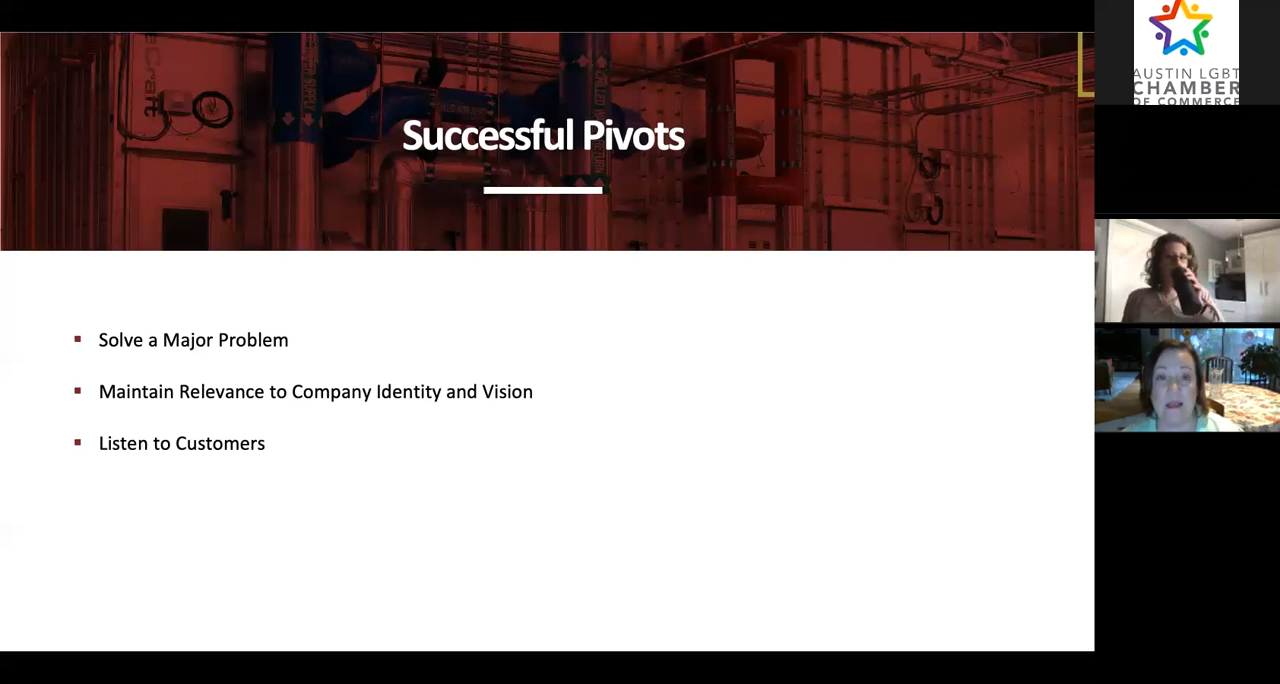 Successful Pivots
Solve a Major Problem
Maintain Relevance to Company Identity and Vision
Listen to Customers
AUSTIN LGBT
CHAMBER
OF COMMERCE